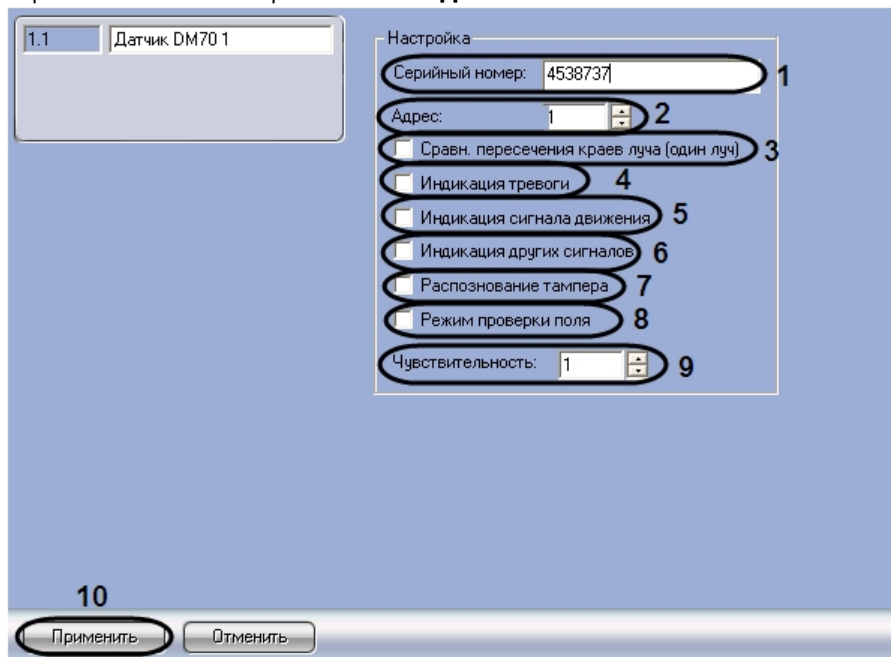 1.1 Датчик DM70 1
Настройка
Серийный номер: 4538737 1
Адрес: 1 2
Сравн. пересечения краев луча (один луч) 3
Индикация тревоги 4
Индикация сигнала движения 5
Индикация других сигналов 6
Распознование тампера 7
Режим проверки поля 8
Чувствительность: 1 9
10
Применить Отменить